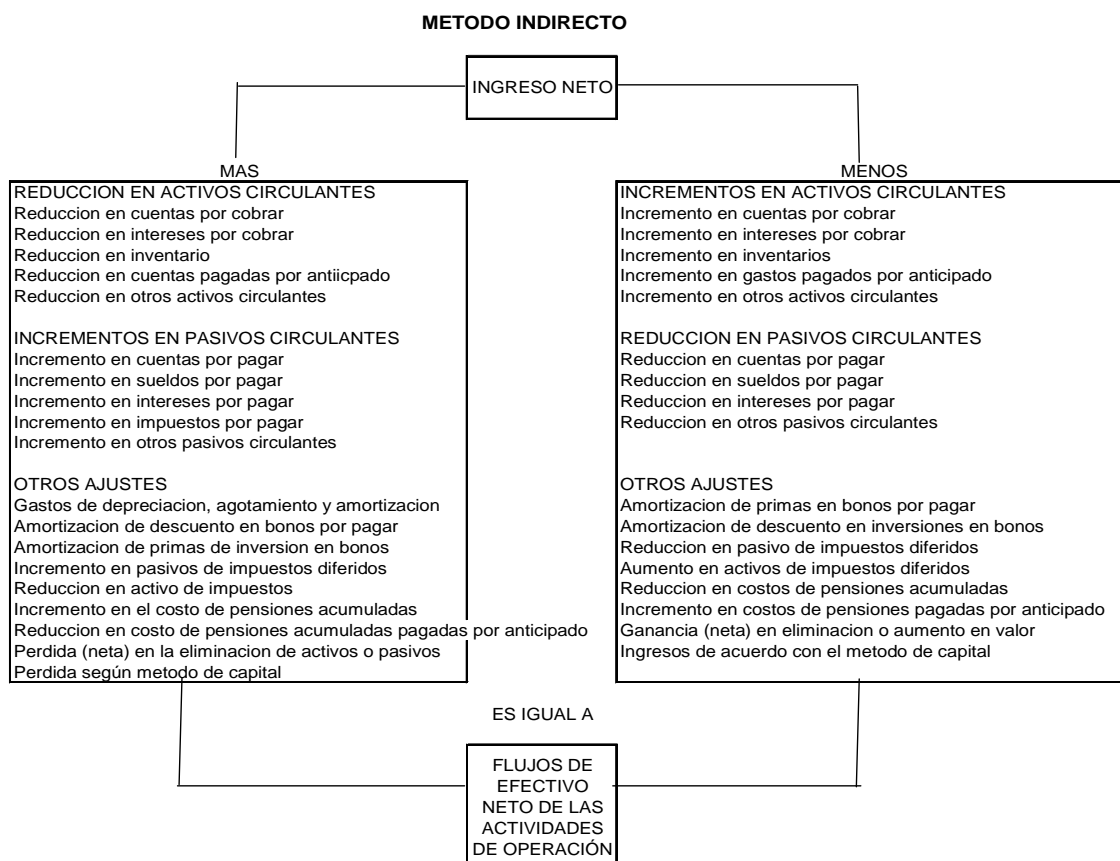 METODO INDIRECTO
INGRESO NETO
MAS
REDUCCION EN ACTIVOS CIRCULANTES
Reduccion en cuentas por cobrar
Reduccion en intereses por cobrar
Reduccion en inventario
Reduccion en cuentas pagadas por antiicpado
Reduccion en otros activos circulantes
INCREMENTOS EN PASIVOS CIRCULANTES
Incremento en cuentas por pagar
Incremento en sueldos por pagar
Incremento en intereses por pagar
Incremento en impuestos por pagar
Incremento en otros pasivos circulantes
OTROS AJUSTES
Gastos de depreciacion, agotamiento y amortizacion
Amortizacion de descuento en bonos por pagar
Amortizacion de primas de inversion en bonos
Incremento en pasivos de impuestos diferidos
Reduccion en activo de impuestos
Incremento en el costo de pensiones acumuladas
Reduccion en costo de pensiones acumuladas pagadas por anticipado
Perdida (neta) en la eliminacion de activos o pasivos
Perdida según metodo de capital
MENOS
INCREMENTOS EN ACTIVOS CIRCULANTES
Incremento en cuentas por cobrar
Incremento en intereses por cobrar
Incremento en inventarios
Incremento en gastos pagados por anticipado
Incremento en otros activos circulantes
REDUCCION EN PASIVOS CIRCULANTES
Reduccion en cuentas por pagar
Reduccion en sueldos por pagar
Reduccion en intereses por pagar
Reduccion en otros pasivos circulantes
OTROS AJUSTES
Amortizacion de primas en bonos por pagar
Amortizacion de descuento en inversiones en bonos
Reduccion en pasivo de impuestos diferidos
Aumento en activos de impuestos diferidos
Reduccion en costos de pensiones acumuladas
Incremento en costos de pensiones pagadas por anticipado
Ganancia (neta) en eliminacion o aumento en valor
Ingresos de acuerdo con el metodo de capital
ES IGUAL A
FLUJOS DE
EFECTIVO
NETO DE LAS
ACTIVIDADES
DE OPERACIÓN